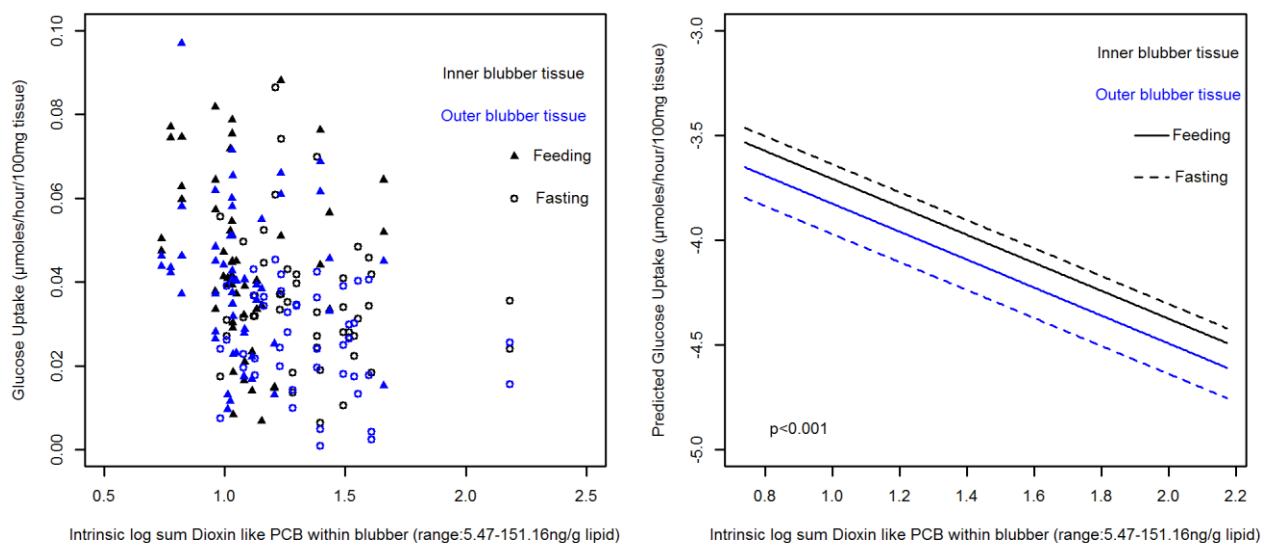 Glucose Uptake (μmoles/hour/100mg tissue)
0.10
0.08
0.06
0.04
0.02
0.00
Inner blubber tissue
Outer blubber tissue
Feeding
Fasting
0.5 1.0 1.5 2.0 2.5
Intrinsic log sum Dioxin like PCB within blubber (range:5.47-151.16ng/g lipid)
Predicted Glucose Uptake (μmoles/hour/100mg tissue)
-3.0
-3.5
-4.0
-4.5
-5.0
Inner blubber tissue
Outer blubber tissue
Feeding
Fasting
p<0.001
0.8 1.0 1.2 1.4 1.6 1.8 2.0 2.2
Intrinsic log sum Dioxin like PCB within blubber (range:5.47-151.16ng/g lipid)